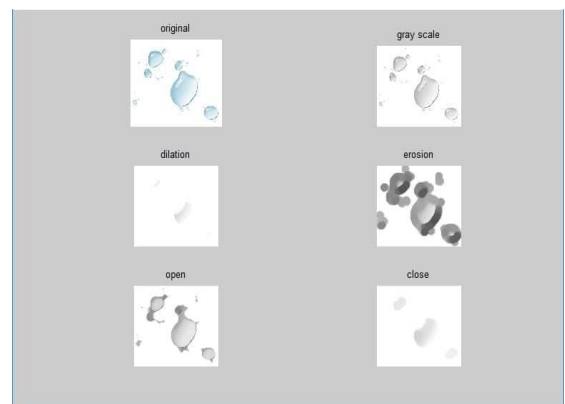 original
gray scale
dilation
erosion
open
close